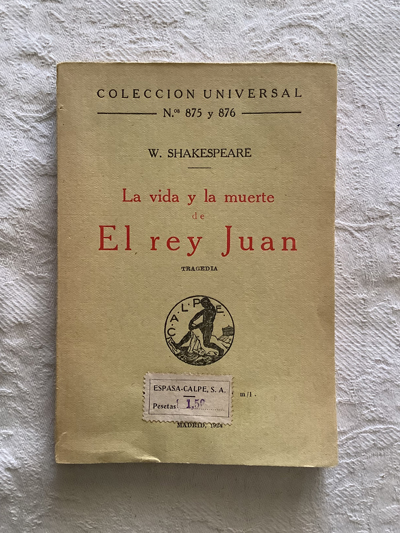 COLECCION UNIVERSAL
N.os 875 y 876
W. SHAKESPEARE
La vida y la muerte
de
El rey Juan
TRAGEDIA
CALPE
ESPASA-CALPE, S. A.
Pesetas 1,50
m/l.
MADRID,